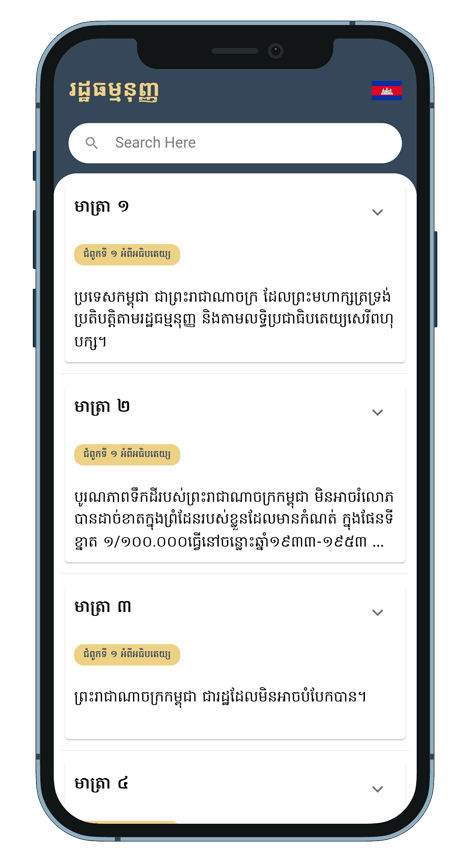 រដ្ឋធម្មនុញ្ញ
Search Here
មាត្រា ១
ជំពូកទី ១ អំពីអធិបតេយ្យ
ប្រទេសកម្ពុជា ជាព្រះរាជាណាចក្រ ដែលព្រះមហាក្សត្រទ្រង់
ប្រតិបត្តិតាមរដ្ឋធម្មនុញ្ញ និងតាមលទ្ធិប្រជាធិបតេយ្យសេរីពហុ
បក្ស។
មាត្រា ២
ជំពូកទី ១ អំពីអធិបតេយ្យ
បូរណភាពទឹកដីរបស់ព្រះរាជាណាចក្រកម្ពុជា មិនអាចរំលោភ
បានដាច់ខាតក្នុងព្រំដែនរបស់ខ្លួនដែលមានកំណត់ ក្នុងផែនទី
ខ្នាត ១/១០០.០០០ធ្វើនៅចន្លោះឆ្នាំ១៩៣៣-១៩៥៣ ...
មាត្រា ៣
ជំពូកទី ១ អំពីអធិបតេយ្យ
ព្រះរាជាណាចក្រកម្ពុជា ជារដ្ឋដែលមិនអាចបំបែកបាន។
មាត្រា ៤